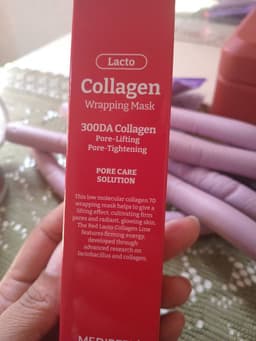 Lacto
Collagen
Wrapping Mask
300DA Collagen
Pore-Lifting
Pore-Tightening
PORE CARE
SOLUTION
This low molecular collagen 70
wrapping mask helps to give a
lifting effect, cultivating firm
pores and radiant, glowing skin.
The Red Lacto Collagen Line
features firming energy,
developed through
advanced research on
lactobacillus and collagen.